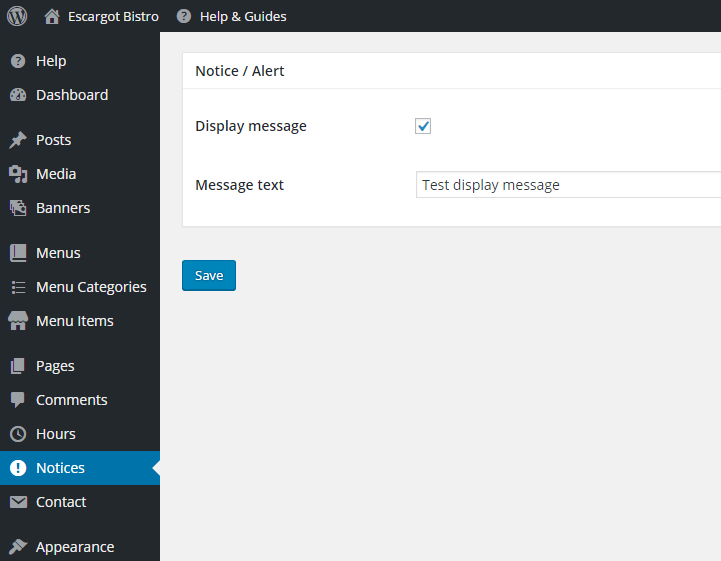 Escargot Bistro
Help & Guides
Help
Dashboard
Posts
Media
Banners
Menus
Menu Categories
Menu Items
Pages
Comments
Hours
Notices
Contact
Appearance
Notice / Alert
Display message
Message text
Test display message
Save